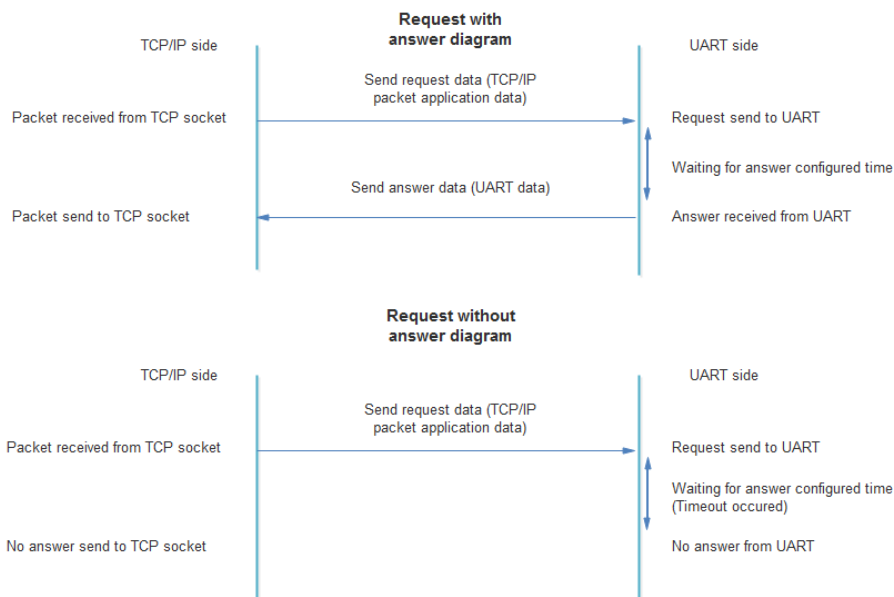 Request with
answer diagram
TCP/IP side
UART side
Send request data (TCP/IP
packet application data)
Packet received from TCP socket
Request send to UART
Waiting for answer configured time
Send answer data (UART data)
Packet send to TCP socket
Answer received from UART
Request without
answer diagram
TCP/IP side
UART side
Send request data (TCP/IP
packet application data)
Packet received from TCP socket
Request send to UART
Waiting for answer configured time
(Timeout occured)
No answer send to TCP socket
No answer from UART